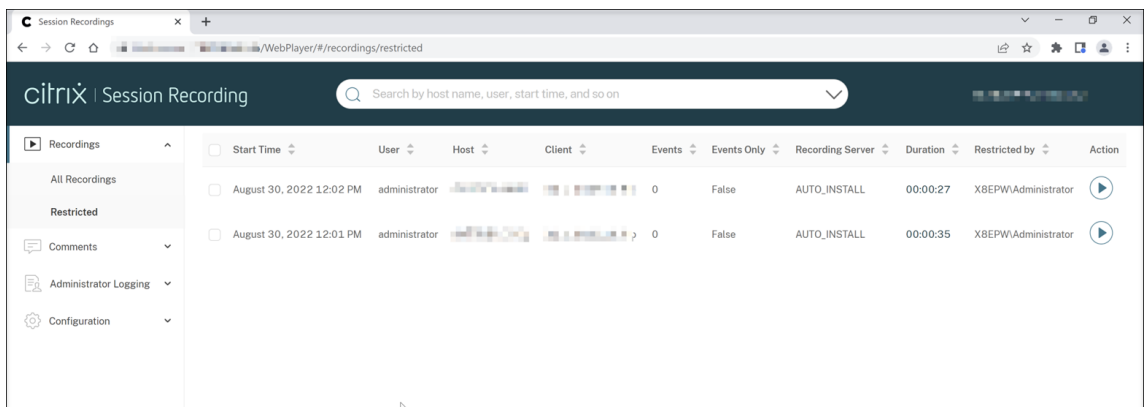 Session Recordings
/WebPlayer/#/recordings/restricted
citrix | Session Recording
Search by host name, user, start time, and so on
Recordings
All Recordings
Restricted
Comments
Administrator Logging
Configuration
Start Time User Host Client Events Events Only Recording Server Duration Restricted by Action
August 30, 2022 12:02 PM administrator 0 False AUTO_INSTALL 00:00:27 X8EPW\Administrator
August 30, 2022 12:01 PM administrator 0 False AUTO_INSTALL 00:00:35 X8EPW\Administrator